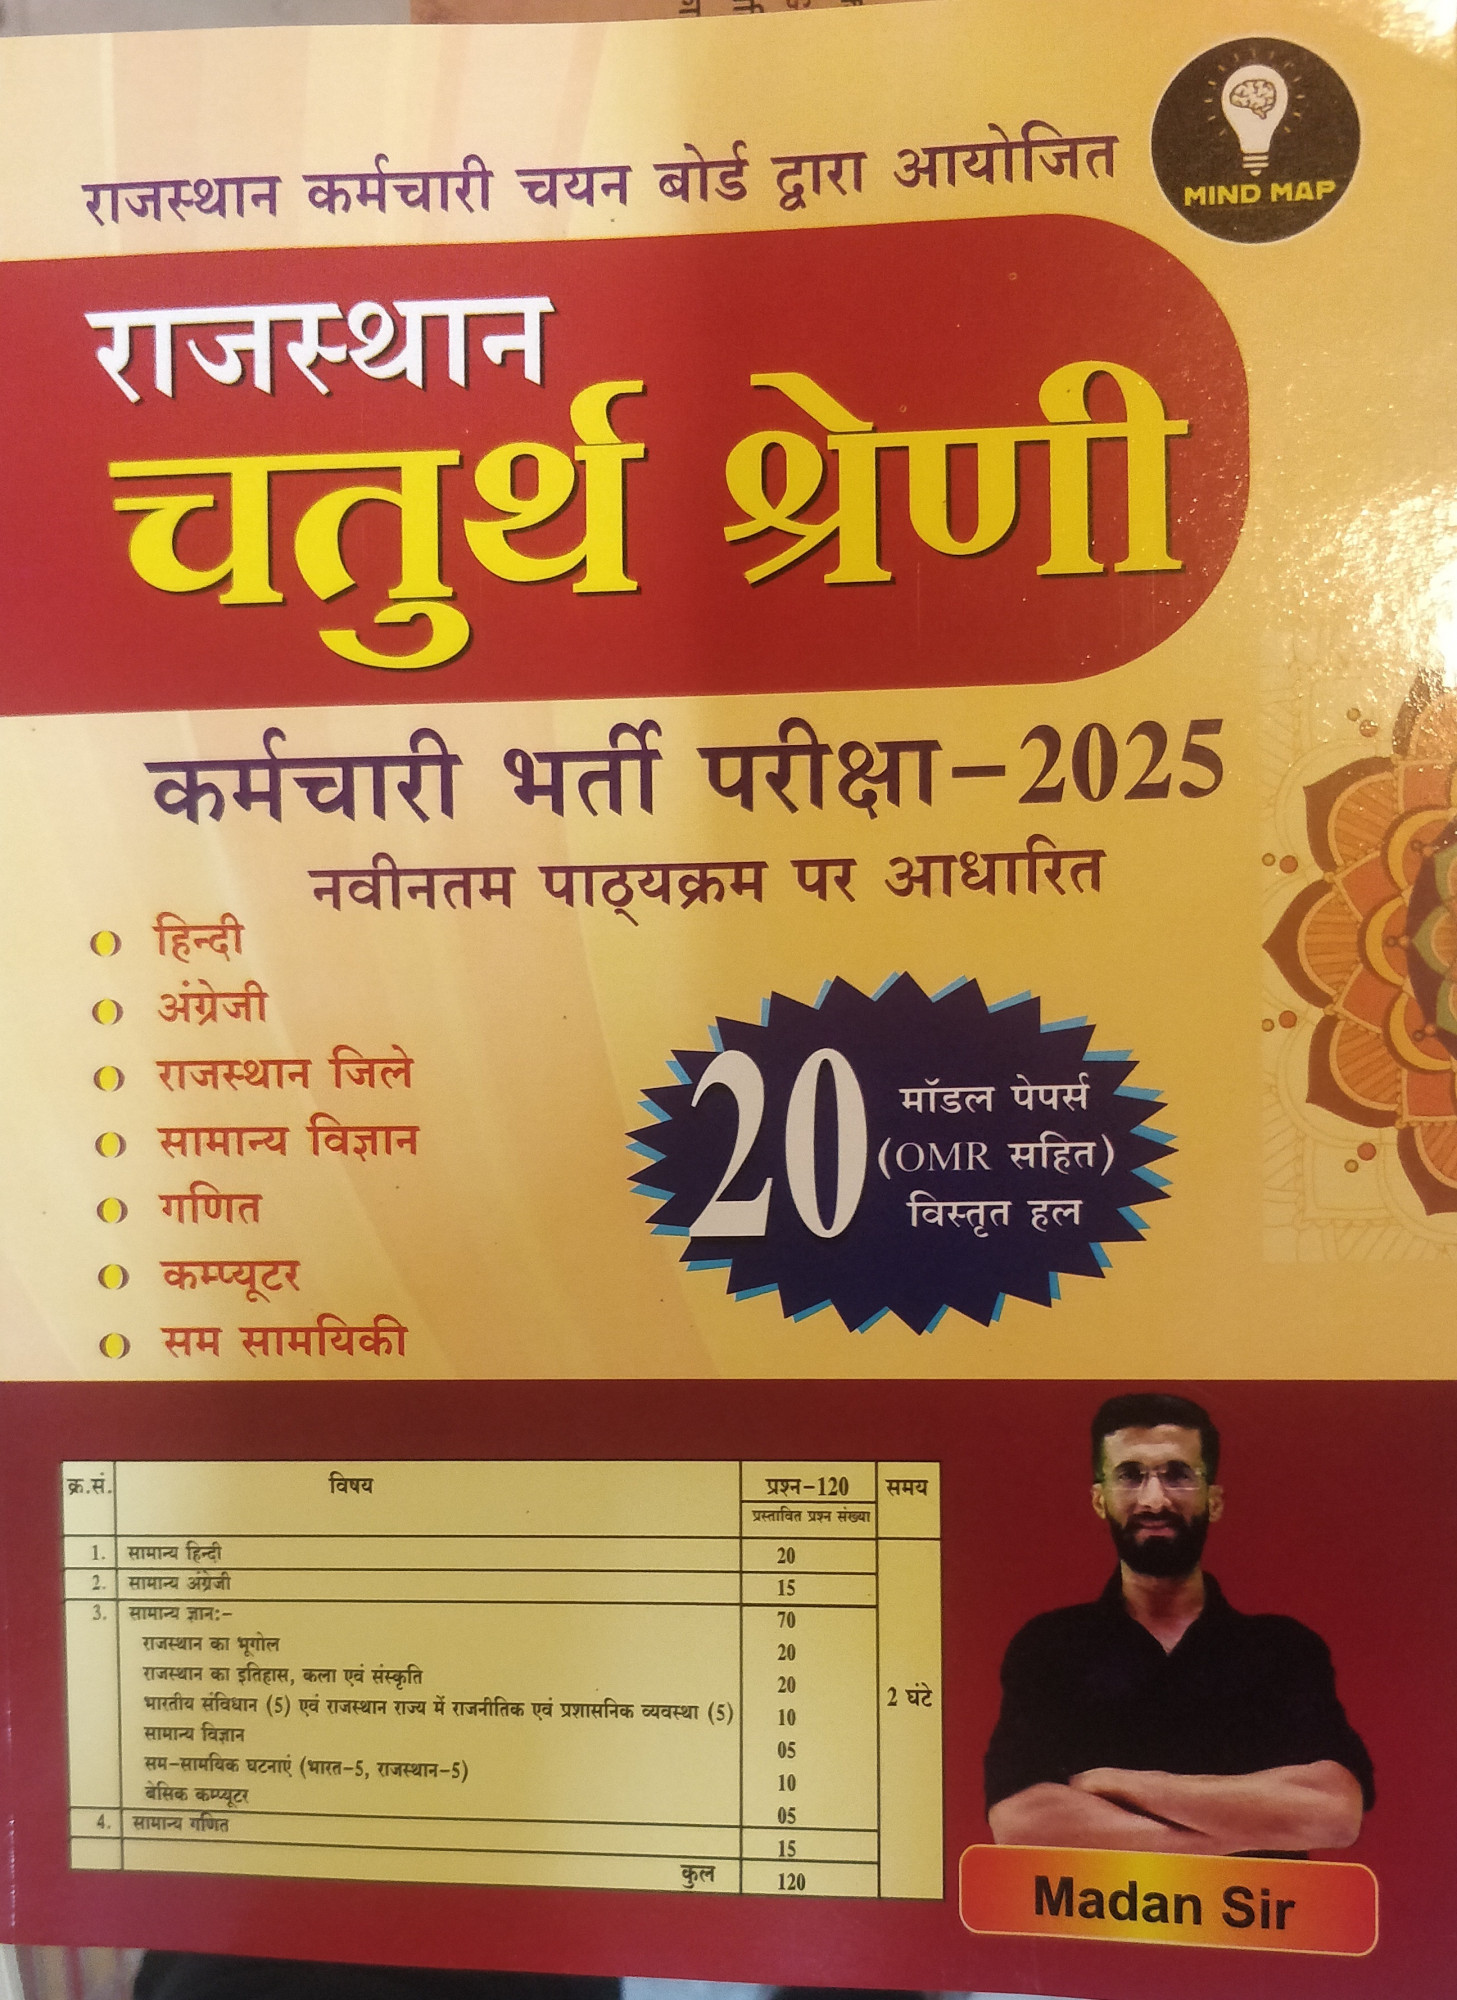 राजस्थान कर्मचारी चयन बोर्ड द्वारा आयोजित
MIND MAP
राजस्थान
चतुर्थ श्रेणी
कर्मचारी भर्ती परीक्षा-2025
नवीनतम पाठ्यक्रम पर आधारित
हिन्दी
अंग्रेजी
राजस्थान जिले
सामान्य विज्ञान
गणित
कम्प्यूटर
सम सामयिकी
20 मॉडल पेपर्स
(OMR सहित)
विस्तृत हल
क्र.सं. विषय प्रश्न-120 समय
प्रस्तावित प्रश्न संख्या
1. सामान्य हिन्दी 20
2. सामान्य अंग्रेजी 15
3. सामान्य ज्ञान:- 70
राजस्थान का भूगोल 20
राजस्थान का इतिहास, कला एवं संस्कृति 20
भारतीय संविधान (5) एवं राजस्थान राज्य में राजनीतिक एवं प्रशासनिक व्यवस्था (5) 10
2 घंटे
सामान्य विज्ञान 05
सम-सामयिक घटनाएं (भारत-5, राजस्थान-5) 10
बेसिक कम्प्यूटर 05
4. सामान्य गणित 15
कुल 120
Madan Sir